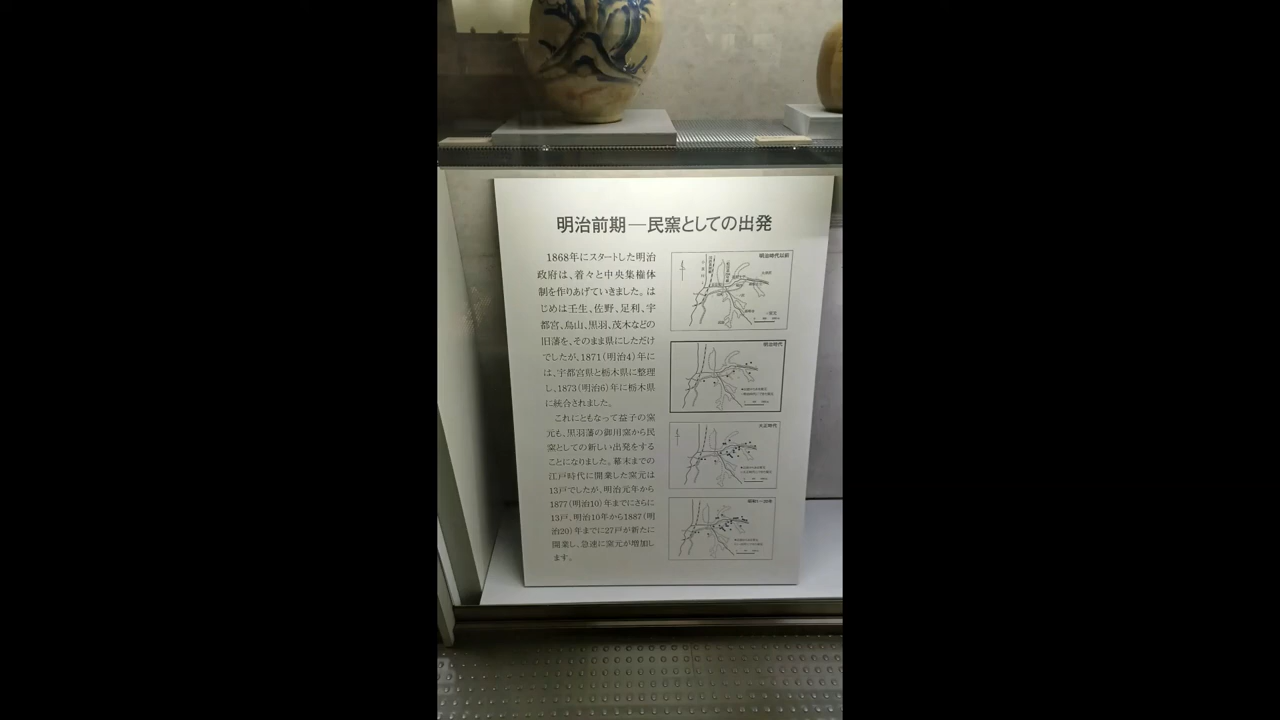 明治前期―民窯としての出発
1868年にスタートした明治
政府は、着々と中央集権体
制を作りあげていきました。は
じめは壬生、佐野、足利、宇
都宮、烏山、黒羽、茂木などの
旧藩を、そのまま県にしただけ
でしたが、1871(明治4)年に
は、宇都宮県と栃木県に整理
し、1873(明治6)年に栃木県
に統合されました。
これにともなって益子の窯
元も、黒羽藩の御用窯から民
窯としての新しい出発をする
ことになりました。幕末までの
江戸時代に開業した窯元は
13戸でしたが、明治元年から
1877(明治10)年までにさらに
13戸、明治10年から1887(明
治20)年までに27戸が新たに
開業し、急速に窯元が増加し
ます。
明治時代以前
明治時代
大正時代